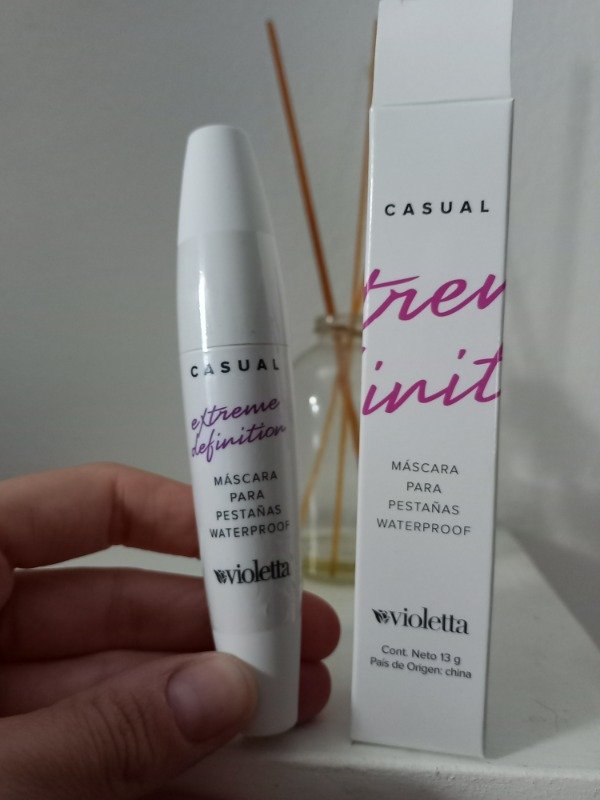 CASUAL
extreme
definition
MÁSCARA
PARA
PESTAÑAS
WATERPROOF
violetta
CASUAL
trem
init
MÁSCARA
PARA
PESTAÑAS
WATERPROOF
violetta
Cont. Neto 13 g
País de Origen: china